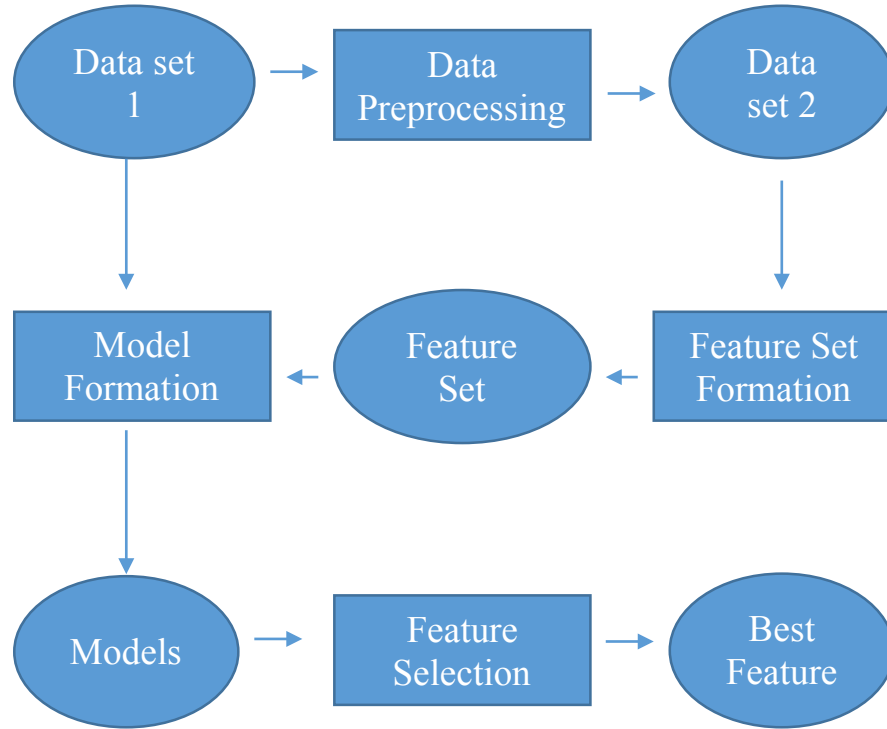 Data set
1
Data
Preprocessing
Data
set 2
Model
Formation
Feature
Set
Feature Set
Formation
Models
Feature
Selection
Best
Feature